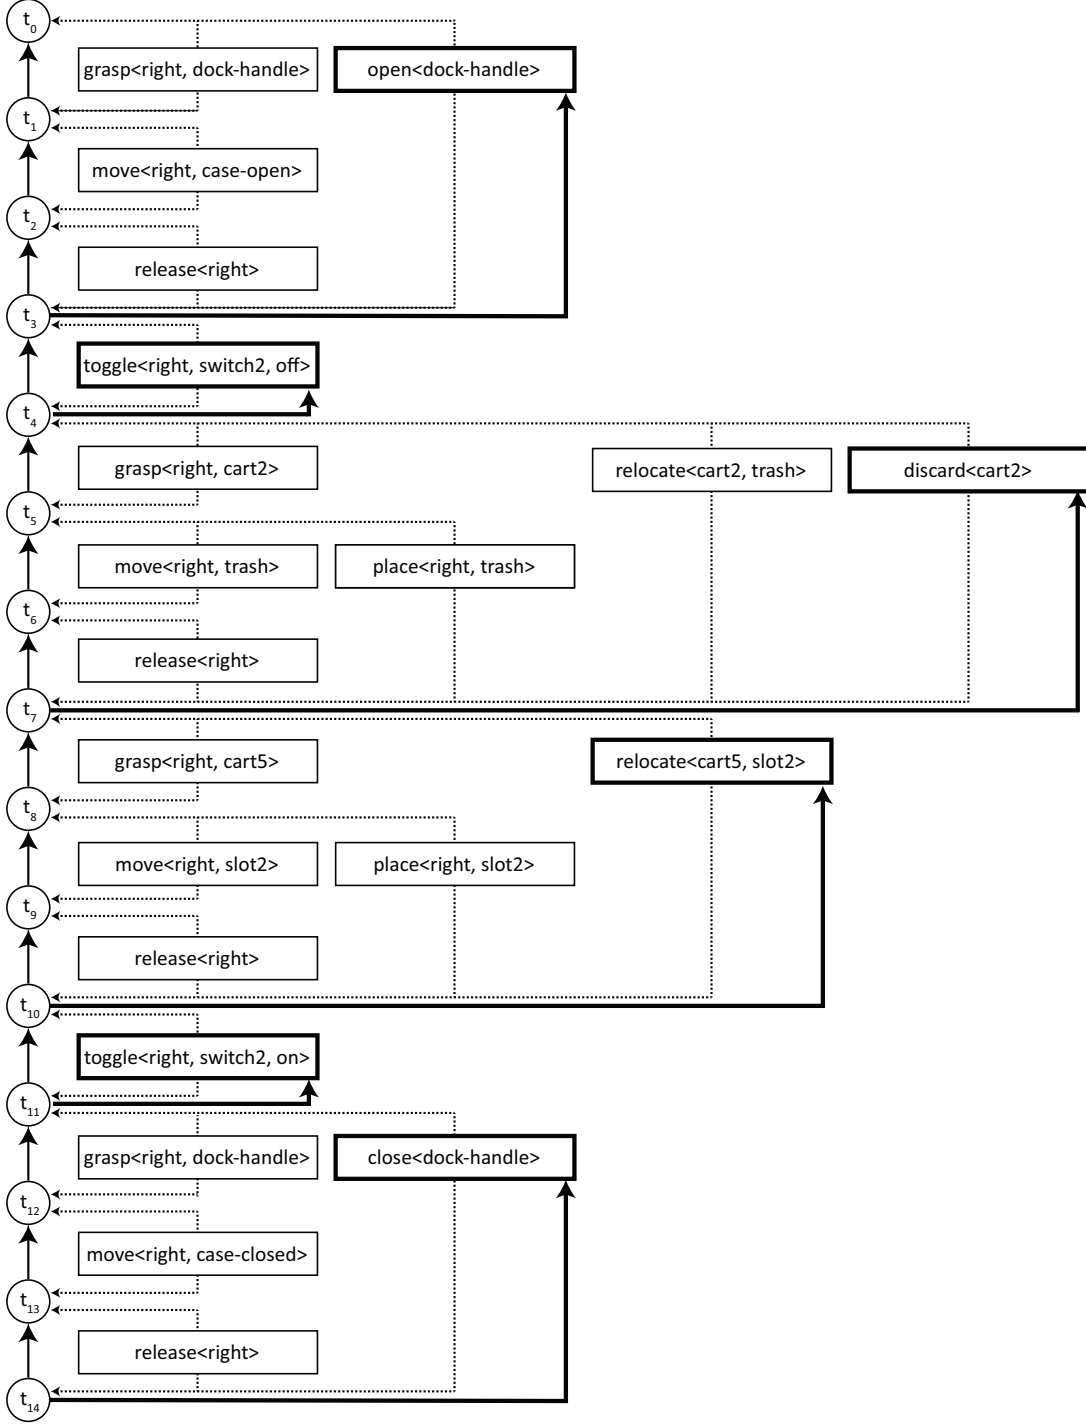 t0
grasp<right, dock-handle>
open<dock-handle>
t1
move<right, case-open>
t2
release<right>
t3
toggle<right, switch2, off>
t4
grasp<right, cart2>
relocate<cart2, trash>
discard<cart2>
t5
move<right, trash>
place<right, trash>
t6
release<right>
t7
grasp<right, cart5>
relocate<cart5, slot2>
t8
move<right, slot2>
place<right, slot2>
t9
release<right>
t10
toggle<right, switch2, on>
t11
grasp<right, dock-handle>
close<dock-handle>
t12
move<right, case-closed>
t13
release<right>
t14